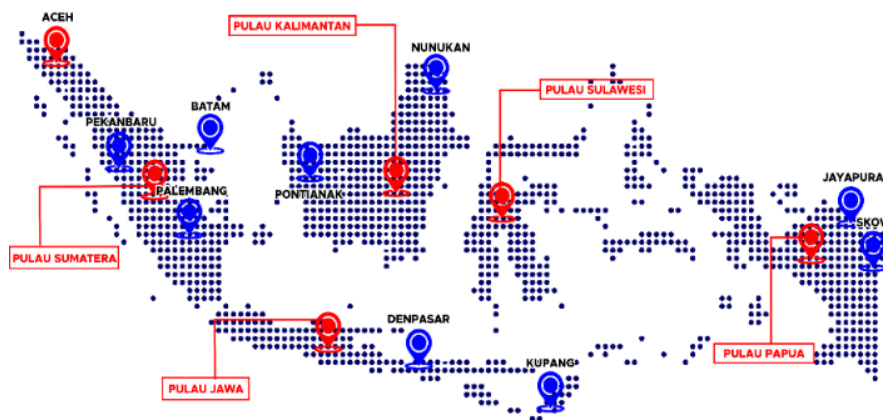 ACEH
PULAU KALIMANTAN
NUNUKAN
PULAU SULAWESI
BATAM
PEKANBARU
PALEMBANG
PONTIANAK
JAYAPURA
SKOW
PULAU SUMATERA
DENPASAR
PULAU PAPUA
KUPANG
PULAU JAWA